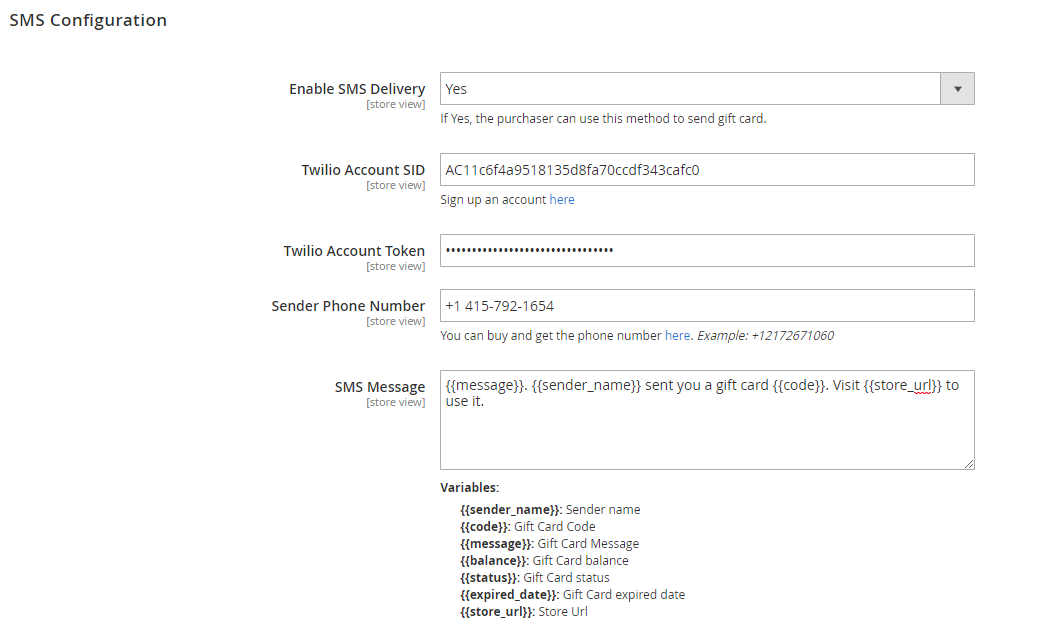 SMS Configuration
Enable SMS Delivery
[store view]
Yes
If Yes, the purchaser can use this method to send gift card.
Twilio Account SID
[store view]
AC11c6f4a9518135d8fa70ccdf343cafc0
Sign up an account here
Twilio Account Token
[store view]
••••••••••••••••••••••••••••••••
Sender Phone Number
[store view]
+1 415-792-1654
You can buy and get the phone number here. Example: +12172671060
SMS Message
[store view]
{{message}}. {{sender_name}} sent you a gift card {{code}}. Visit {{store_url}} to
use it.
Variables:
{{sender_name}}: Sender name
{{code}}: Gift Card Code
{{message}}: Gift Card Message
{{balance}}: Gift Card balance
{{status}}: Gift Card status
{{expired_date}}: Gift Card expired date
{{store_url}}: Store Url